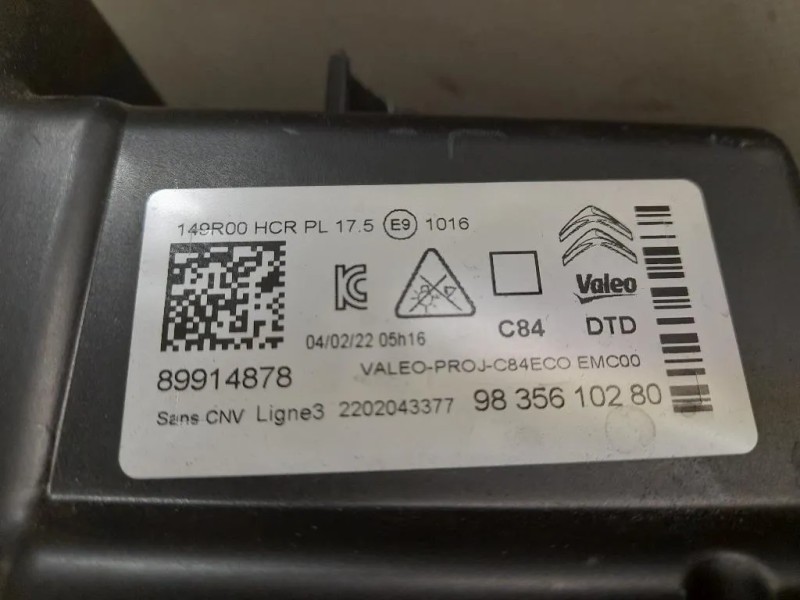 149R00 HCR PL 17.5 E9 1016
KC
Valeo
04/02/22 05h16
C84 DTD
89914878
VALEO-PROJ-C84ECO EMC00
Sans CNV Ligne3 2202043377 98 356 102 80